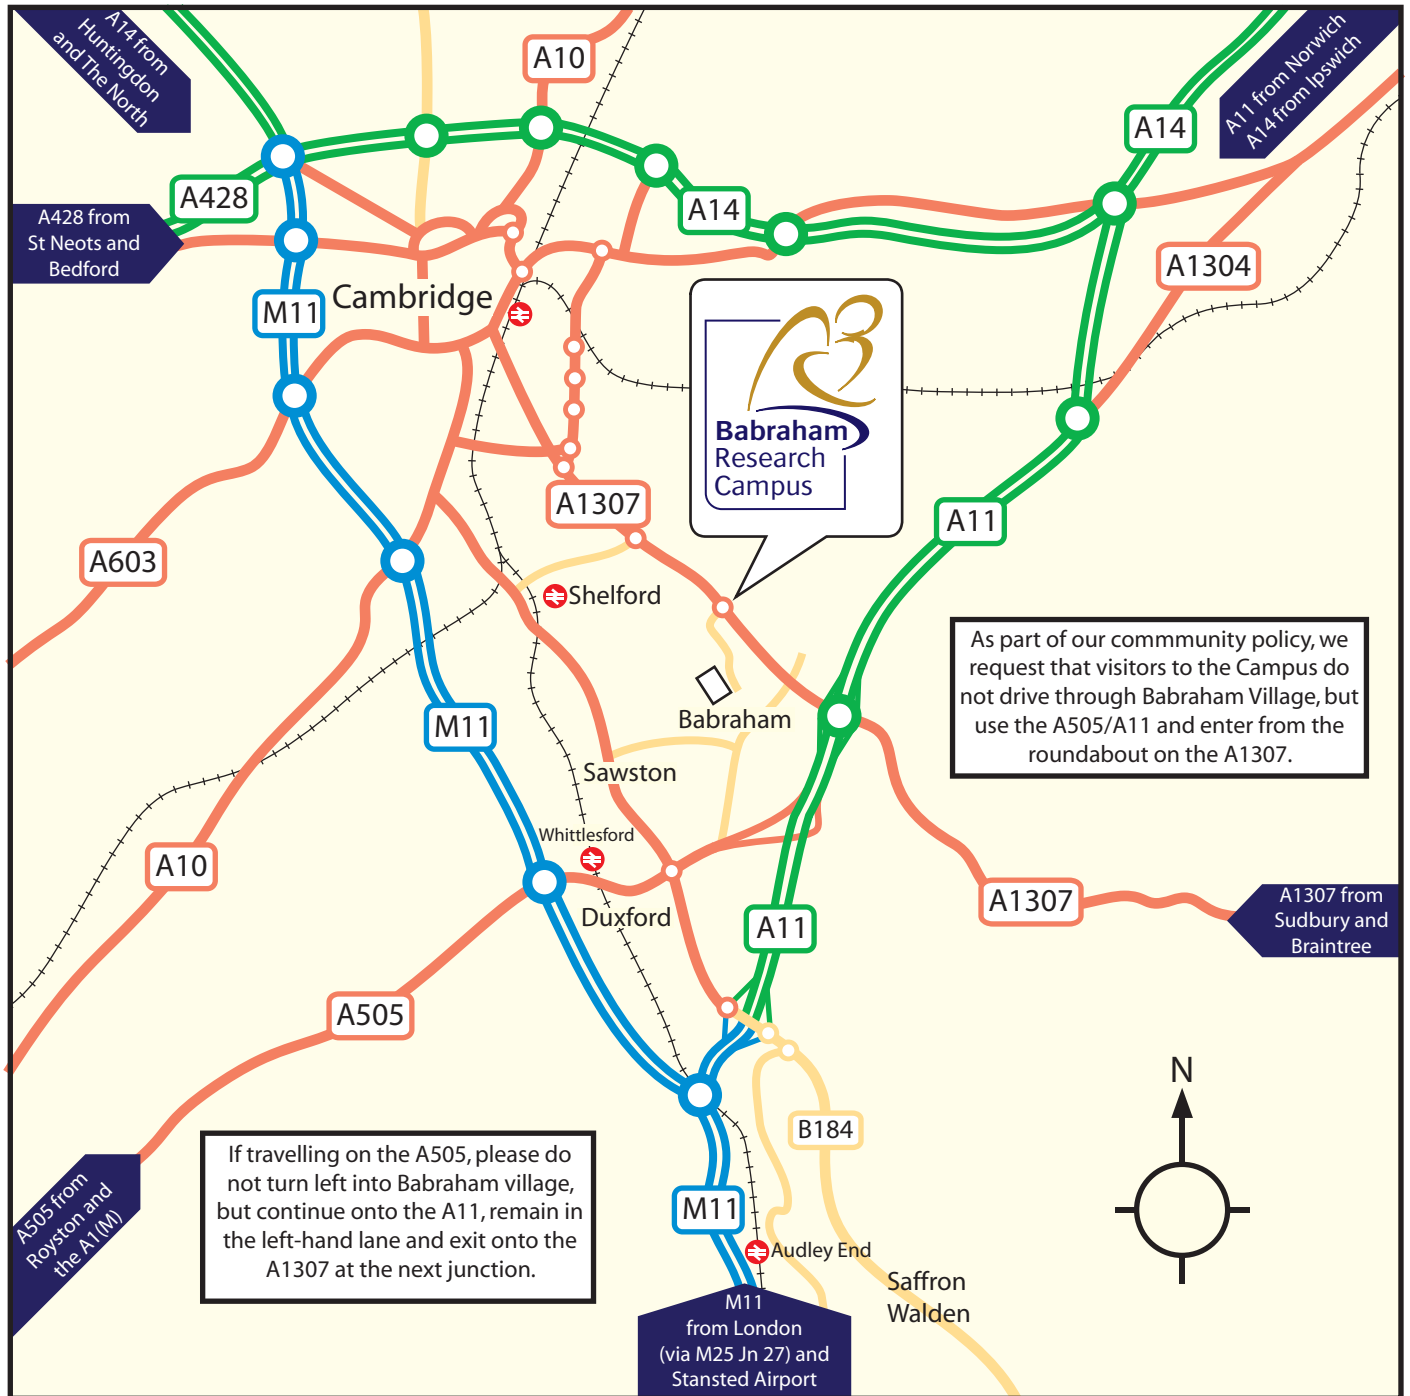 A14 from
Huntingdon
and The North
A10
A11 from Norwich
A14 from Ipswich
A14
A428
A14
A428 from
St Neots and
Bedford
A1304
M11
Cambridge
Babraham
Research
Campus
A1307
A11
A603
Shelford
As part of our commmunity policy, we
request that visitors to the Campus do
not drive through Babraham Village, but
use the A505/A11 and enter from the
roundabout on the A1307.
Babraham
M11
Sawston
Whittlesford
A10
A1307
A1307 from
Sudbury and
Braintree
Duxford
A11
A505
N
B184
If travelling on the A505, please do
not turn left into Babraham village,
but continue onto the A11, remain in
the left-hand lane and exit onto the
A1307 at the next junction.
A505 from
Royston and
the A1(M)
M11
Audley End
Saffron
Walden
M11
from London
(via M25 Jn 27) and
Stansted Airport